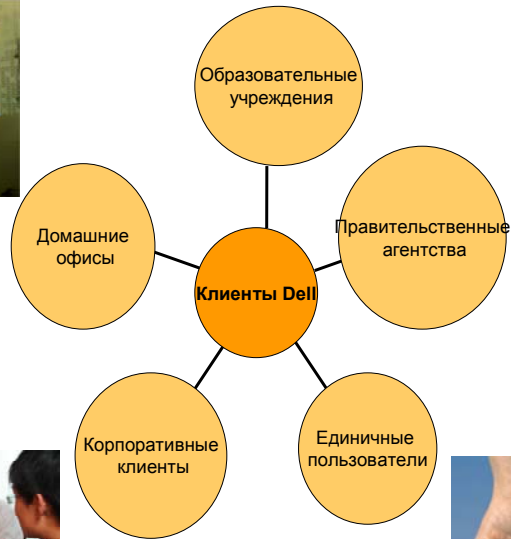 Образовательные
учреждения
Правительственные
агентства
Домашние
офисы
Клиенты Dell
Корпоративные
клиенты
Единичные
пользователи